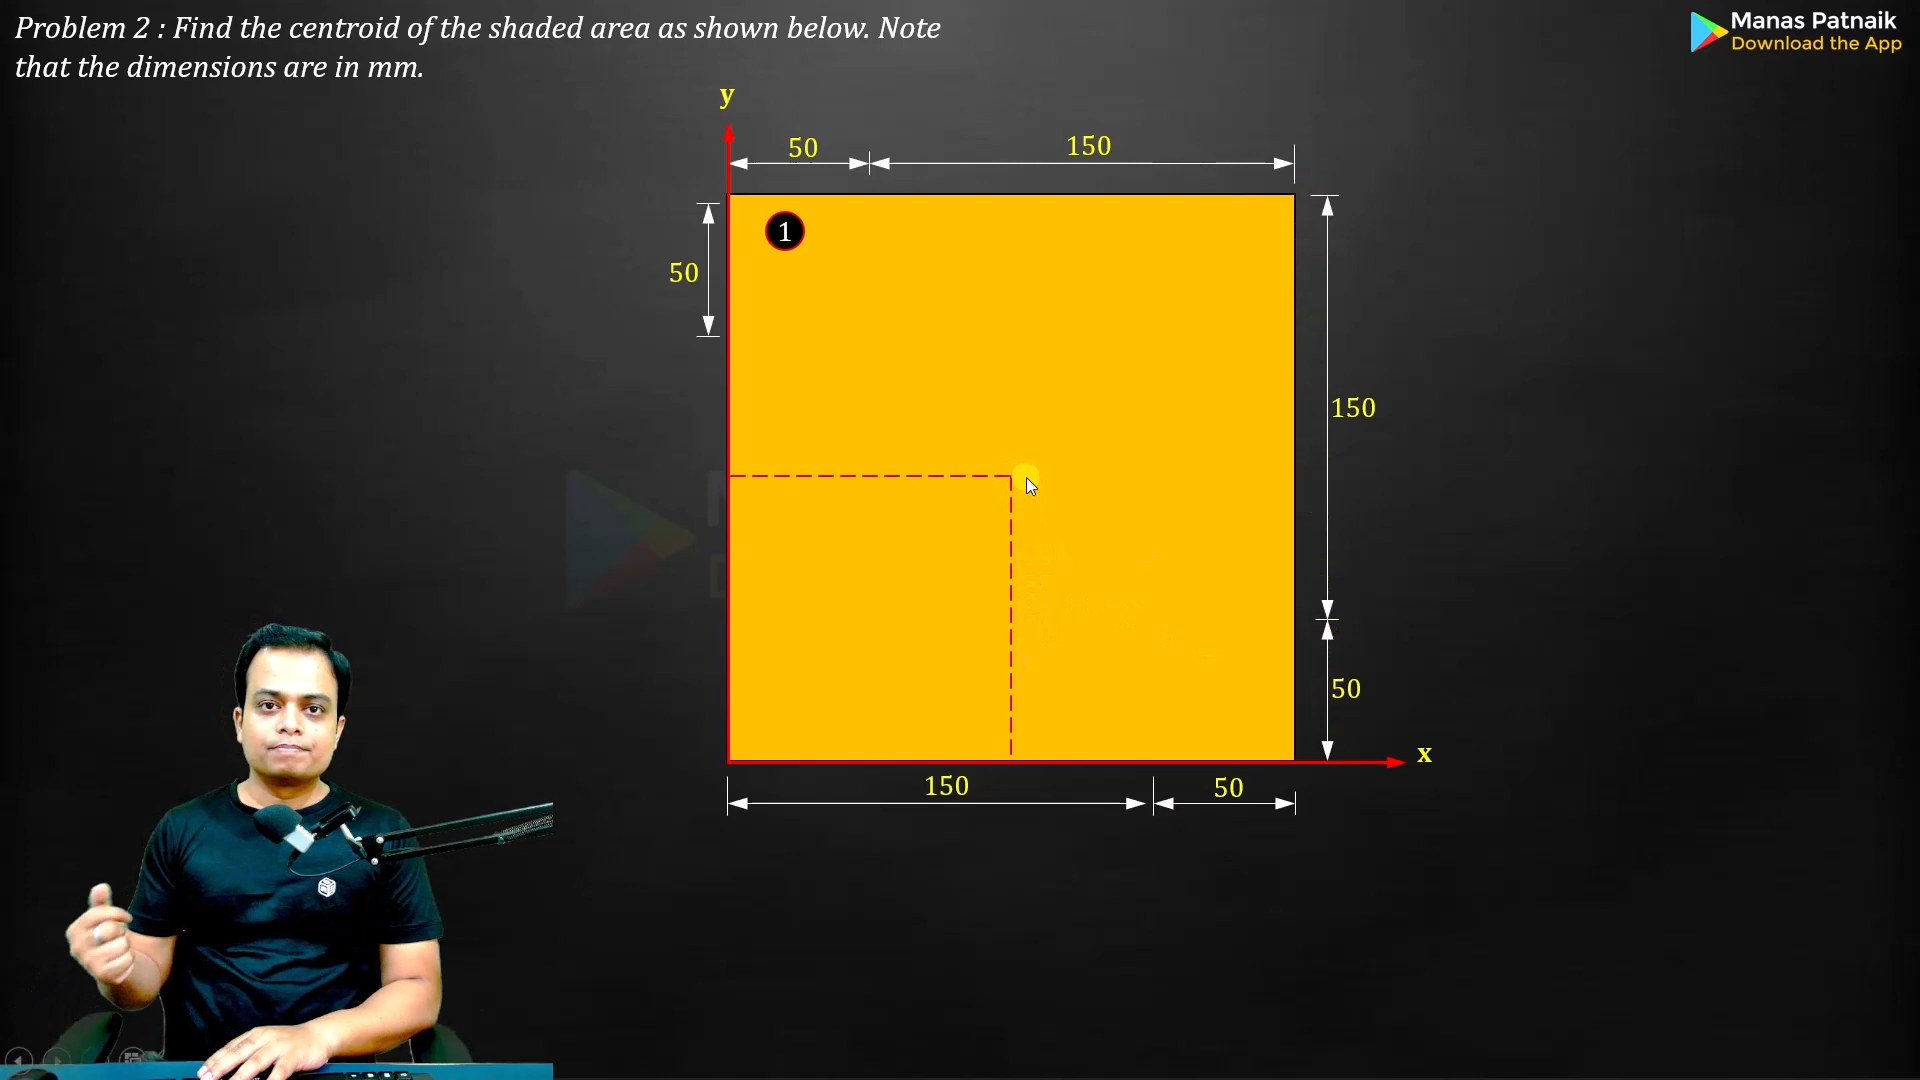 Problem 2 : Find the centroid of the shaded area as shown below. Note
that the dimensions are in mm.
Manas Patnaik
Download the App
y
50
150
1
50
150
50
x
150
50